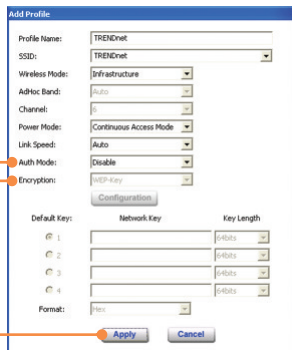 Add Profile
Profile Name: TRENDnet
SSID: TRENDnet
Wireless Mode: Infrastructure
AdHoc Band: Auto
Channel: 6
Power Mode: Continuous Access Mode
Link Speed: Auto
Auth Mode: Disable
Encryption: WEP-Key
Configuration
Default Key: Network Key Key Length
1 64bits
2 64bits
3 64bits
4 64bits
Format: Hex
Apply Cancel